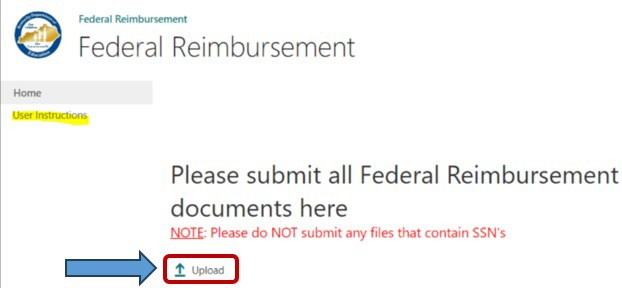 Federal Reimbursement
Federal Reimbursement
Home
User Instructions
Please submit all Federal Reimbursement
documents here
NOTE: Please do NOT submit any files that contain SSN's
Upload